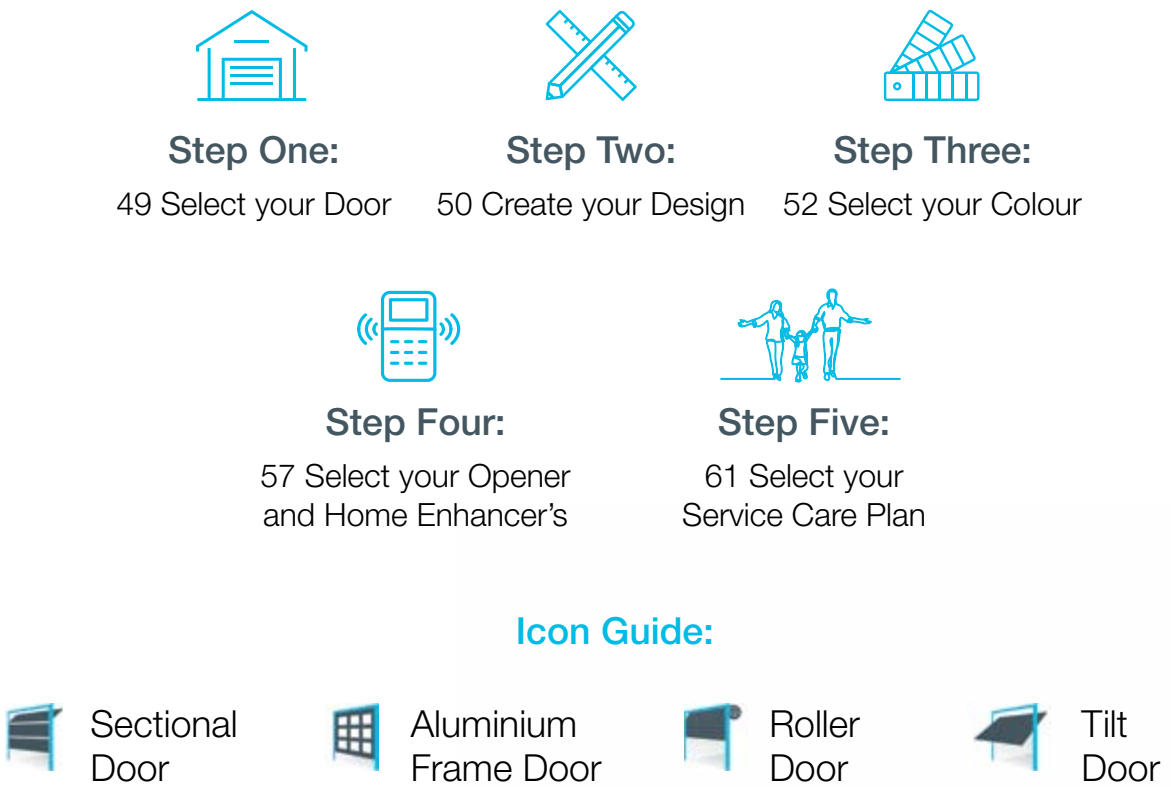 Step One:
49 Select your Door
Step Two:
50 Create your Design
Step Three:
52 Select your Colour
Step Four:
57 Select your Opener
and Home Enhancer’s
Step Five:
61 Select your
Service Care Plan
Icon Guide:
Sectional
Door
Aluminium
Frame Door
Roller
Door
Tilt
Door